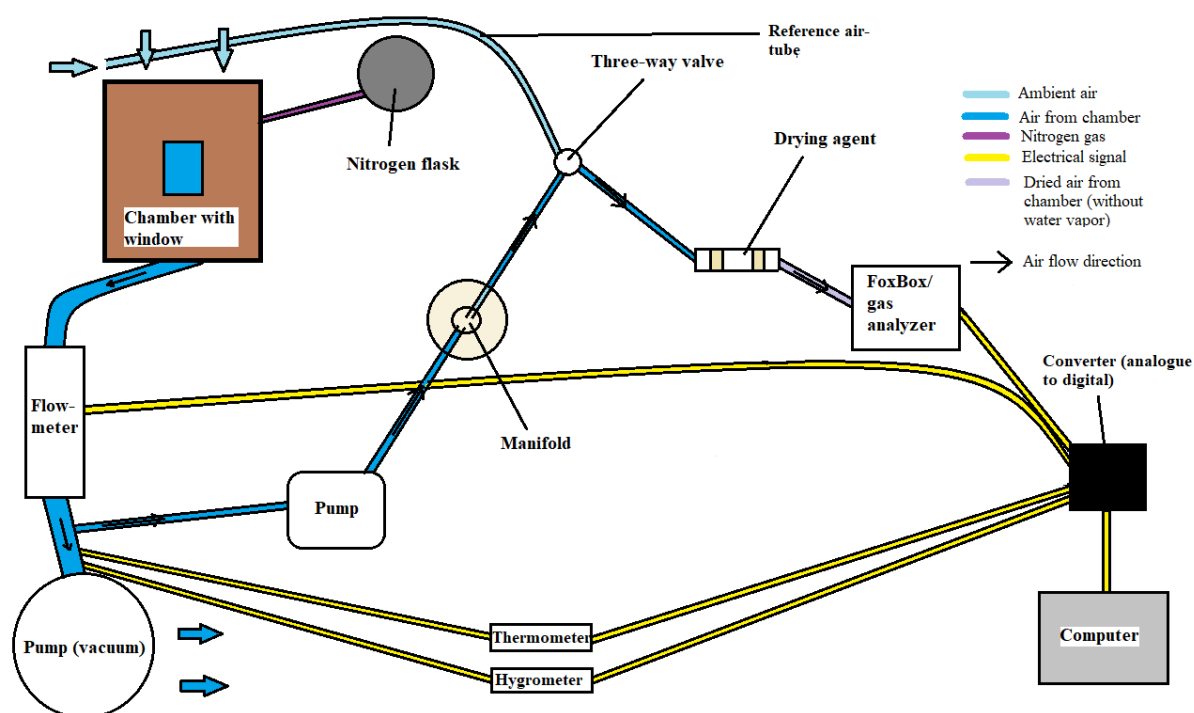 Reference air-
tube
Three-way valve
Nitrogen flask
Drying agent
Ambient air
Air from chamber
Nitrogen gas
Electrical signal
Dried air from
chamber (without
water vapor)
Air flow direction
Chamber with
window
FoxBox/
gas
analyzer
Converter (analogue
to digital)
Flow-
meter
Manifold
Pump
Pump (vacuum)
Thermometer
Hygrometer
Computer